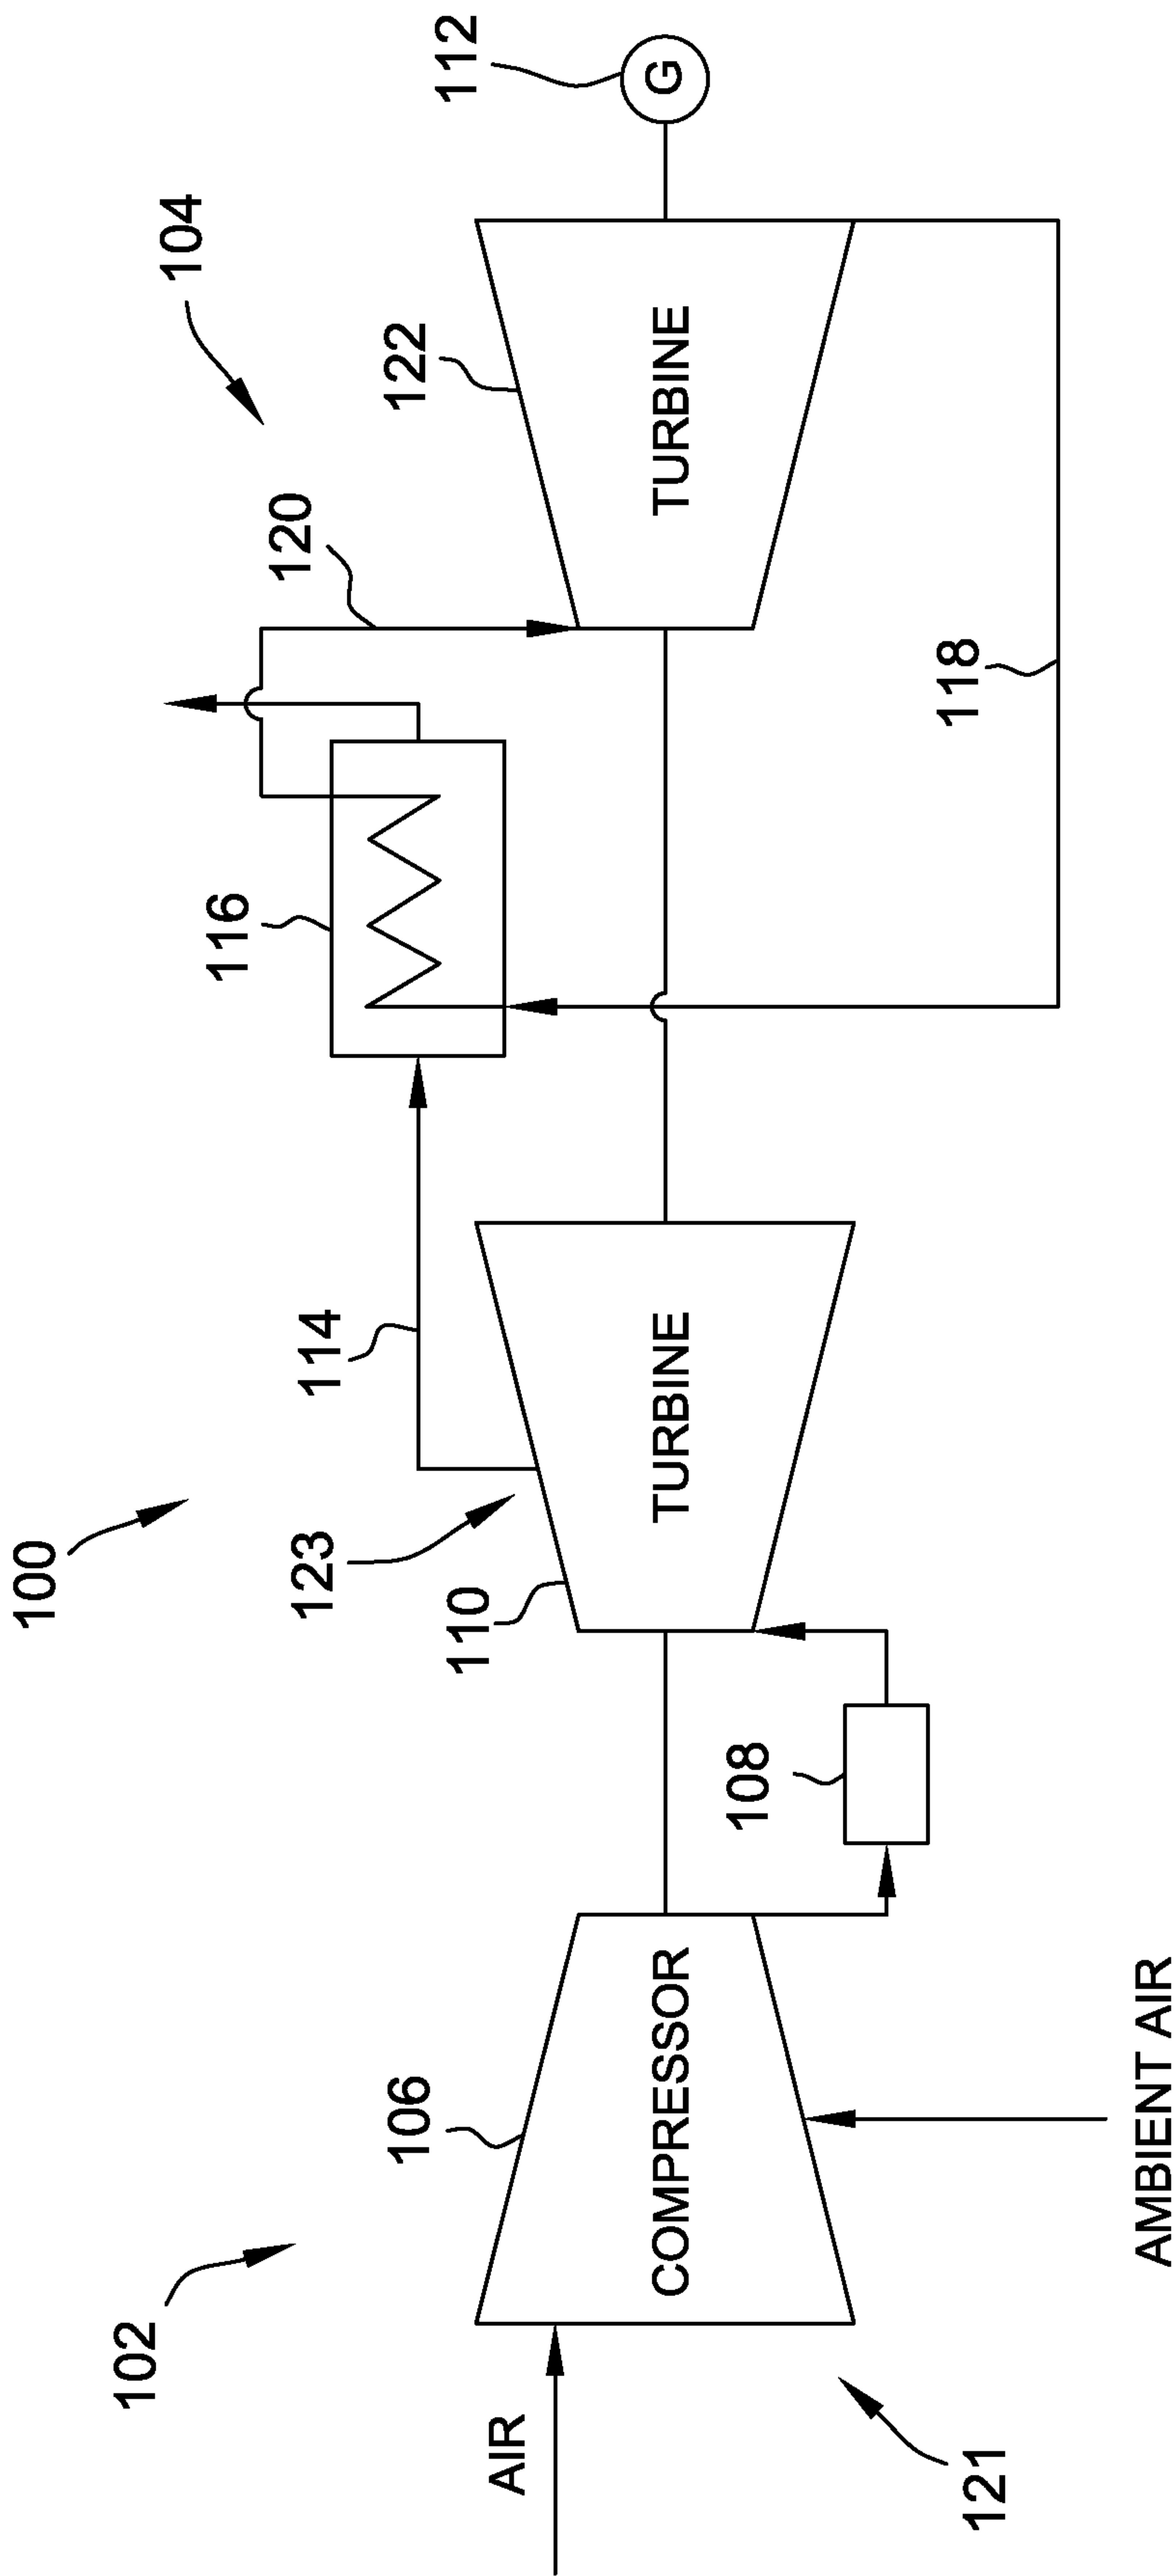 100
102
104
106
COMPRESSOR
AIR
121
AMBIENT AIR
108
110
TURBINE
123
114
116
120
122
TURBINE
118
112
G